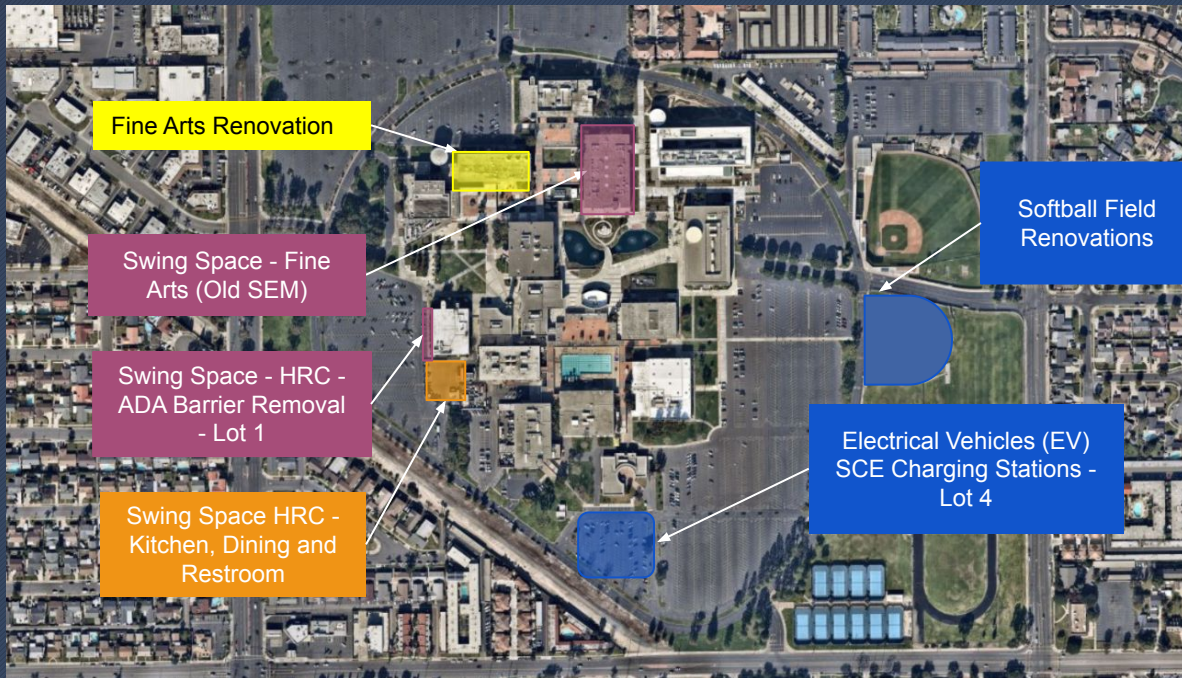 Fine Arts Renovation
Swing Space - Fine
Arts (Old SEM)
Swing Space - HRC -
ADA Barrier Removal
- Lot 1
Swing Space HRC -
Kitchen, Dining and
Restroom
Softball Field
Renovations
Electrical Vehicles (EV)
SCE Charging Stations -
Lot 4